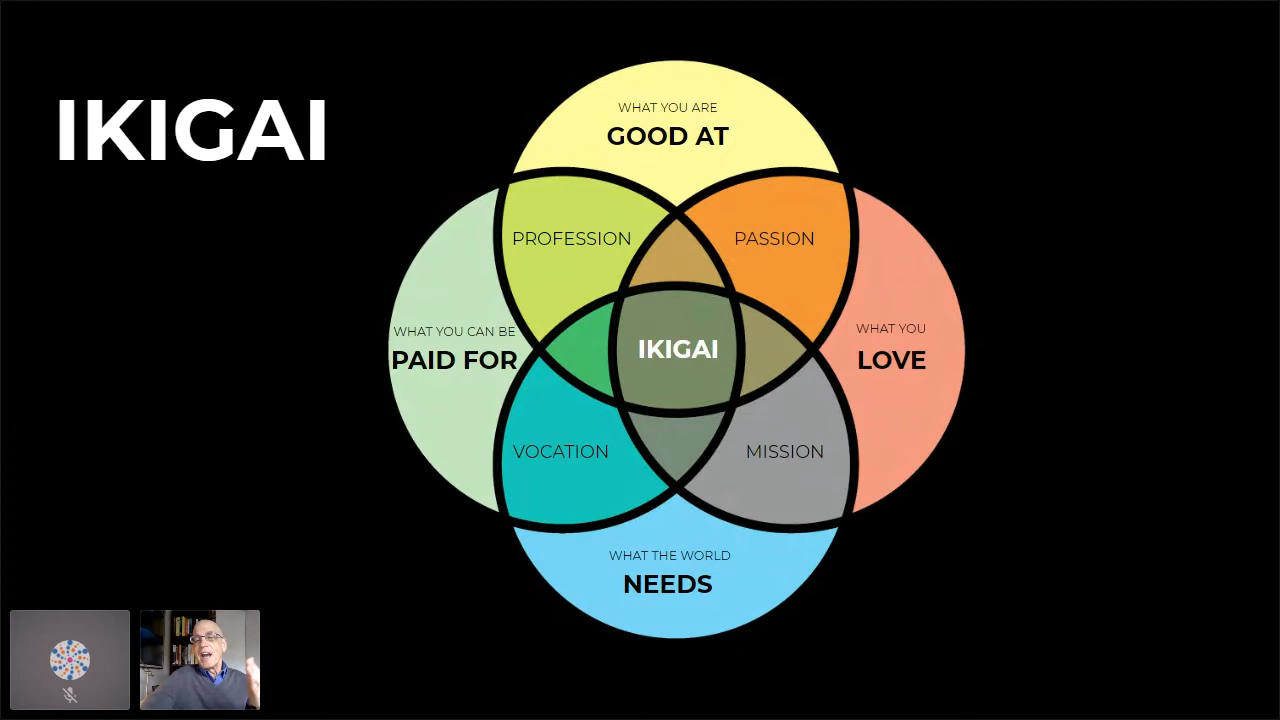 IKIGAI
WHAT YOU ARE
GOOD AT
PROFESSION
PASSION
WHAT YOU CAN BE
PAID FOR
IKIGAI
WHAT YOU
LOVE
VOCATION
MISSION
WHAT THE WORLD
NEEDS